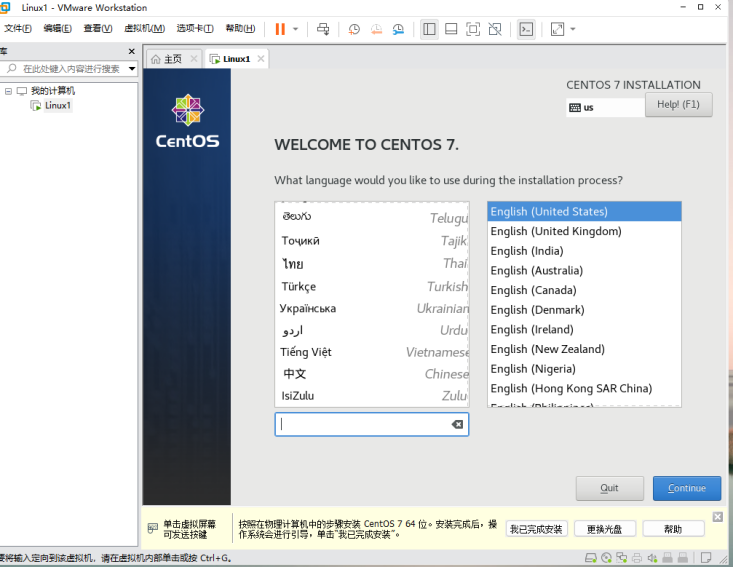 Linux1 - VMware Workstation
文件(F) 编辑(E) 查看(V) 虚拟机(M) 选项卡(T) 帮助(H)
库
在此处键入内容进行搜索
我的计算机
Linux1
主页
Linux1
CentOS
CENTOS 7 INSTALLATION
us
Help! (F1)
WELCOME TO CENTOS 7.
What language would you like to use during the installation process?
తెలుగు Telugu
Тоҷикӣ Tajik
ไทย Thai
Türkçe Turkish
Українська Ukrainian
اردو Urdu
Tiếng Việt Vietnamese
中文 Chinese
IsiZulu Zulu
English (United States)
English (United Kingdom)
English (India)
English (Australia)
English (Canada)
English (Denmark)
English (Ireland)
English (New Zealand)
English (Nigeria)
English (Hong Kong SAR China)
English (Philippines)
Quit
Continue
单击虚拟屏幕
可发送按键
按照在物理计算机中的步骤安装 CentOS 7 64 位。安装完成后，操
作系统会进行引导，单击"我已完成安装"。
我已完成安装
更换光盘
帮助
要将输入定向到该虚拟机，请在虚拟机内部单击或按 Ctrl+G。